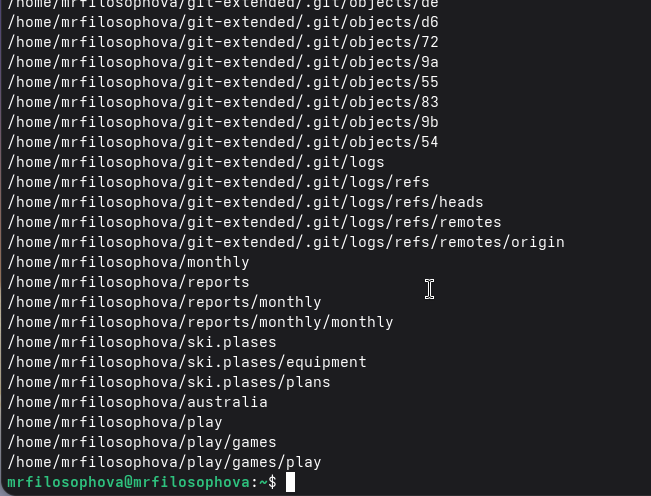 /home/mrfilosophova/git-extended/.git/objects/de
/home/mrfilosophova/git-extended/.git/objects/d6
/home/mrfilosophova/git-extended/.git/objects/72
/home/mrfilosophova/git-extended/.git/objects/9a
/home/mrfilosophova/git-extended/.git/objects/55
/home/mrfilosophova/git-extended/.git/objects/83
/home/mrfilosophova/git-extended/.git/objects/9b
/home/mrfilosophova/git-extended/.git/objects/54
/home/mrfilosophova/git-extended/.git/logs
/home/mrfilosophova/git-extended/.git/logs/refs
/home/mrfilosophova/git-extended/.git/logs/refs/heads
/home/mrfilosophova/git-extended/.git/logs/refs/remotes
/home/mrfilosophova/git-extended/.git/logs/refs/remotes/origin
/home/mrfilosophova/monthly
/home/mrfilosophova/reports
/home/mrfilosophova/reports/monthly
/home/mrfilosophova/reports/monthly/monthly
/home/mrfilosophova/ski.plases
/home/mrfilosophova/ski.plases/equipment
/home/mrfilosophova/ski.plases/plans
/home/mrfilosophova/australia
/home/mrfilosophova/play
/home/mrfilosophova/play/games
/home/mrfilosophova/play/games/play
mrfilosophova@mrfilosophova:~$